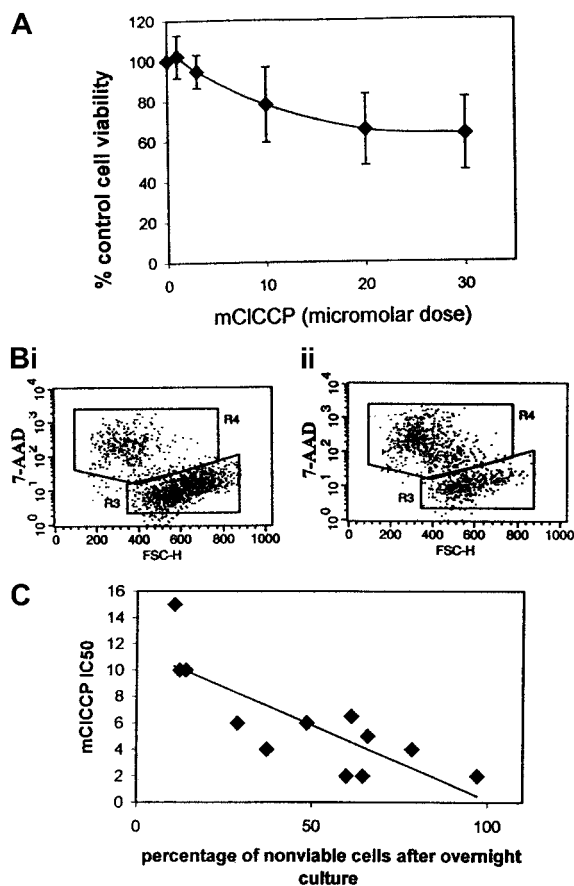 A
% control cell viability
120
100
80
60
40
20
0
0 10 20 30
mClCCP (micromolar dose)
Bi
7-AAD
10^4
10^3
10^2
10^1
10^0
R4
R3
0 200 400 600 800 1000
FSC-H
ii
7-AAD
10^4
10^3
10^2
10^1
10^0
R4
R3
0 200 400 600 800 1000
FSC-H
C
mClCCP IC50
16
14
12
10
8
6
4
2
0
0 50 100
percentage of nonviable cells after overnight
culture